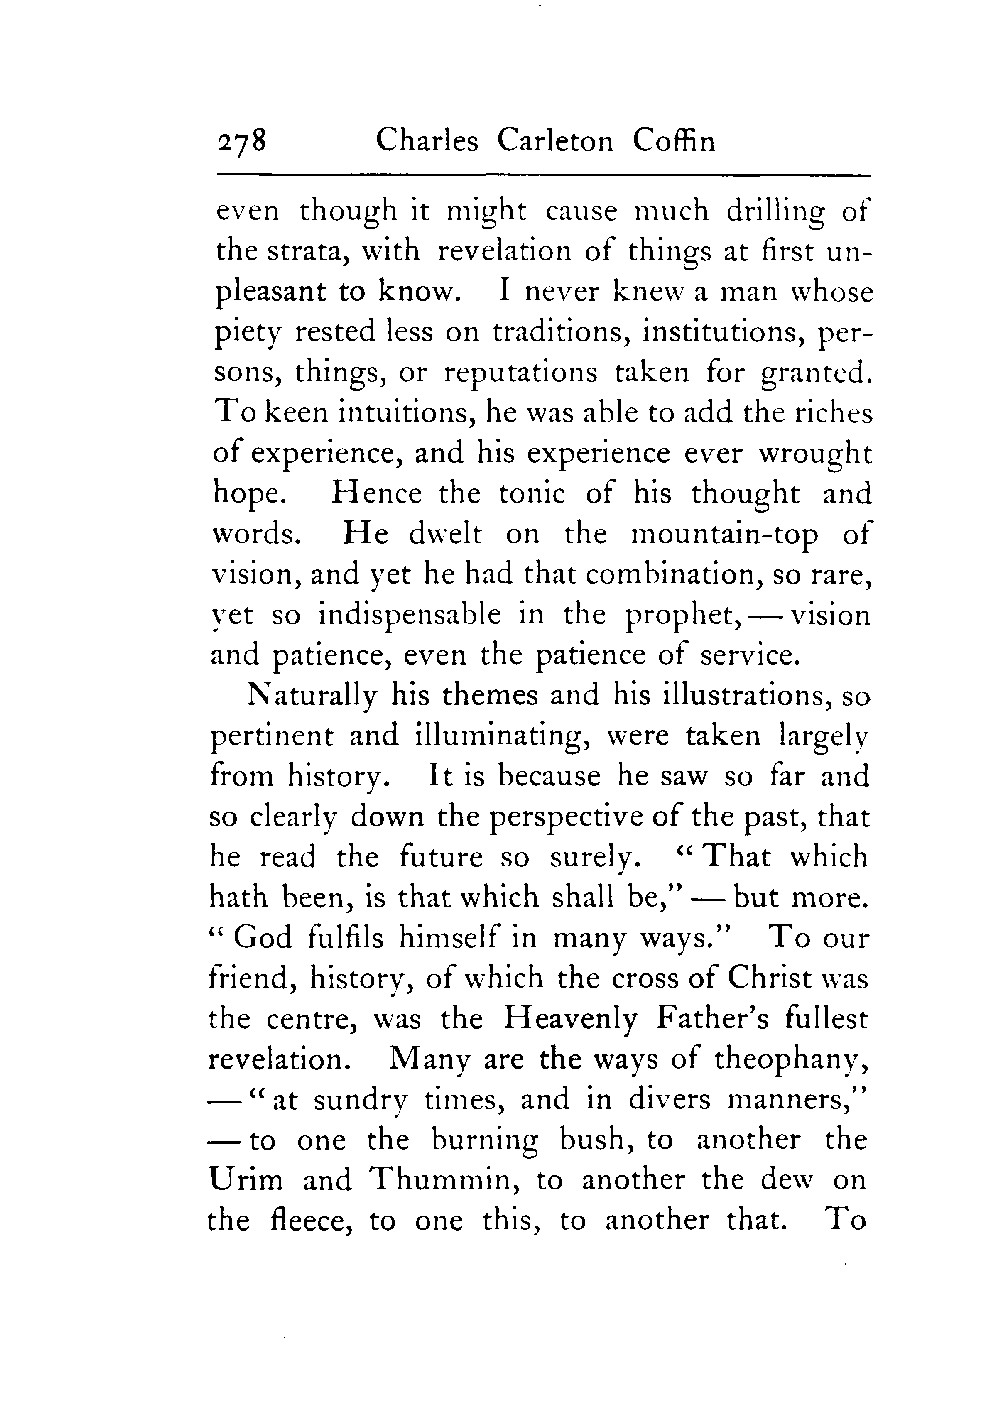 278 Charles Carleton Coffin
even though it might cause much drilling of
the strata, with revelation of things at first un-
pleasant to know. I never knew a man whose
piety rested less on traditions, institutions, per-
sons, things, or reputations taken for granted.
To keen intuitions, he was able to add the riches
of experience, and his experience ever wrought
hope. Hence the tonic of his thought and
words. He dwelt on the mountain-top of
vision, and yet he had that combination, so rare,
yet so indispensable in the prophet, — vision
and patience, even the patience of service.
Naturally his themes and his illustrations, so
pertinent and illuminating, were taken largely
from history. It is because he saw so far and
so clearly down the perspective of the past, that
he read the future so surely. “That which
hath been, is that which shall be,” — but more.
“God fulfils himself in many ways.” To our
friend, history, of which the cross of Christ was
the centre, was the Heavenly Father's fullest
revelation. Many are the ways of theophany,
— “at sundry times, and in divers manners,”
— to one the burning bush, to another the
Urim and Thummin, to another the dew on
the fleece, to one this, to another that. To